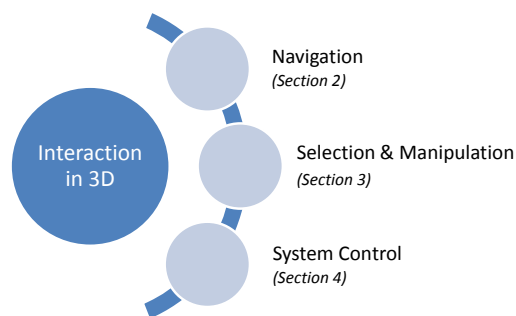 Interaction
in 3D
Navigation
(Section 2)
Selection & Manipulation
(Section 3)
System Control
(Section 4)